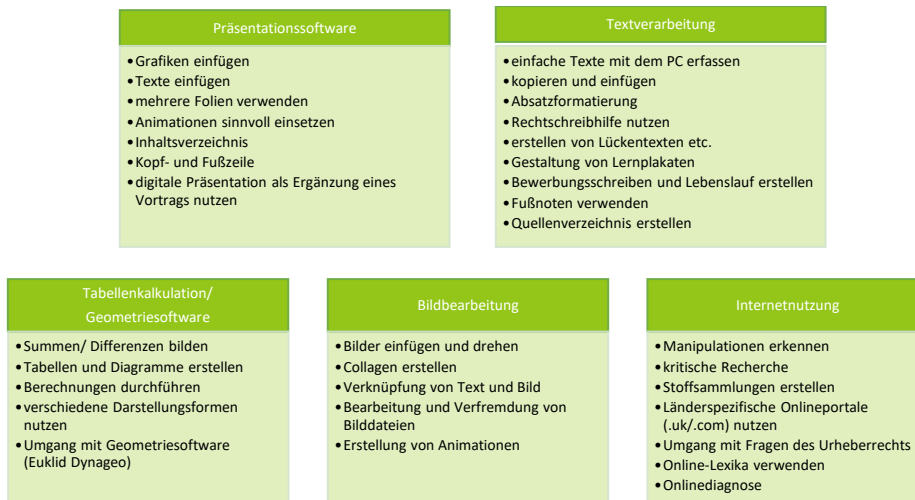 Präsentationssoftware
•Grafiken einfügen
•Texte einfügen
•mehrere Folien verwenden
•Animationen sinnvoll einsetzen
•Inhaltsverzeichnis
•Kopf- und Fußzeile
•digitale Präsentation als Ergänzung eines
Vortrags nutzen
Textverarbeitung
•einfache Texte mit dem PC erfassen
•kopieren und einfügen
•Absatzformatierung
•Rechtschreibhilfe nutzen
•erstellen von Lückentexten etc.
•Gestaltung von Lernplakaten
•Bewerbungsschreiben und Lebenslauf erstellen
•Fußnoten verwenden
•Quellenverzeichnis erstellen
Tabellenkalkulation/
Geometriesoftware
•Summen/ Differenzen bilden
•Tabellen und Diagramme erstellen
•Berechnungen durchführen
•verschiedene Darstellungsformen
nutzen
•Umgang mit Geometriesoftware
(Euklid Dynageo)
Bildbearbeitung
•Bilder einfügen und drehen
•Collagen erstellen
•Verknüpfung von Text und Bild
•Bearbeitung und Verfremdung von
Bilddateien
•Erstellung von Animationen
Internetnutzung
•Manipulationen erkennen
•kritische Recherche
•Stoffsammlungen erstellen
•Länderspezifische Onlineportale
(.uk/.com) nutzen
•Umgang mit Fragen des Urheberrechts
•Online-Lexika verwenden
•Onlinediagnose